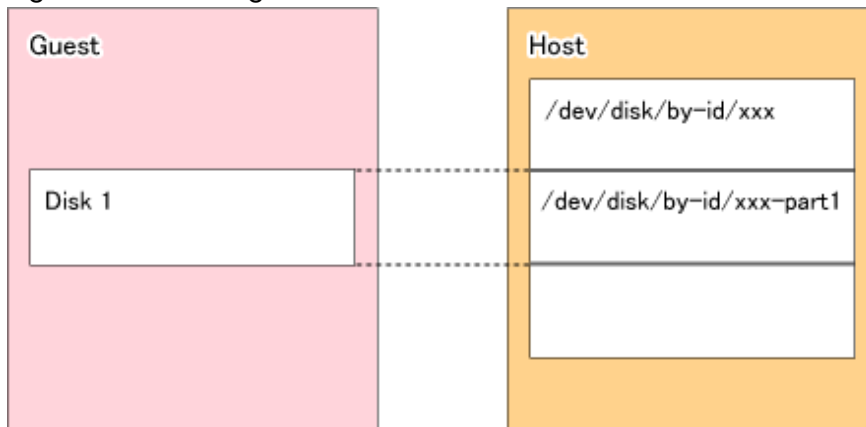 Guest
Host
/dev/disk/by-id/xxx
Disk 1
/dev/disk/by-id/xxx-part1